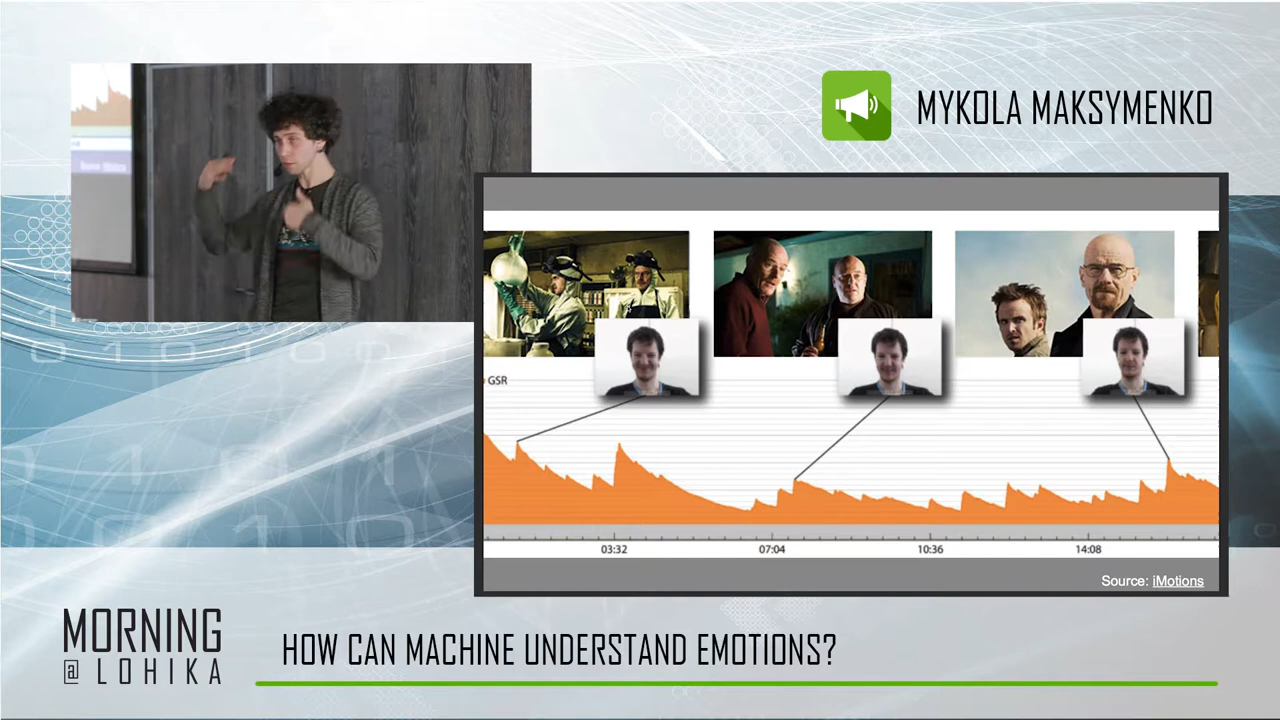 MYKOLA MAKSYMENKO
GSR
03:32
07:04
10:36
14:08
Source: iMotions
MORNING
@ LOHIKA
HOW CAN MACHINE UNDERSTAND EMOTIONS?